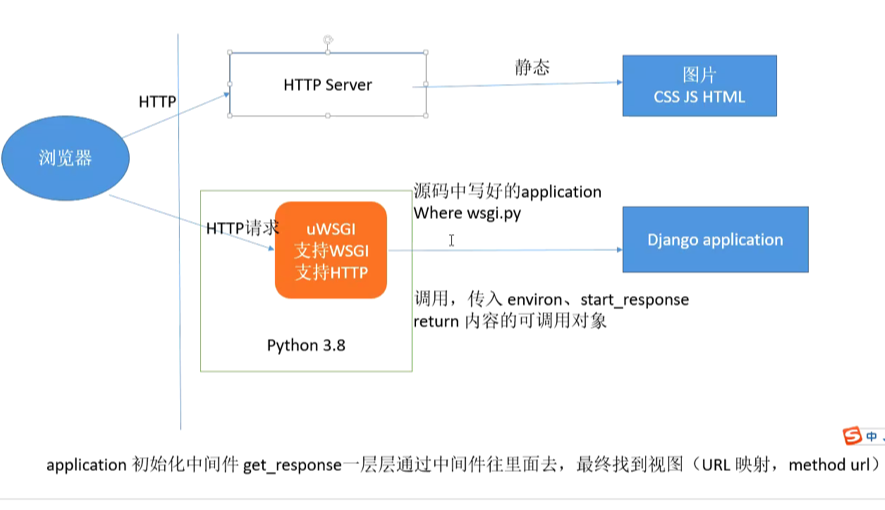 HTTP Server
静态
图片
CSS JS HTML
HTTP
浏览器
源码中写好的application
Where wsgi.py
HTTP请求
uWSGI
支持WSGI
支持HTTP
Django application
调用，传入 environ、start_response
return 内容的可调用对象
Python 3.8
中
application 初始化中间件 get_response一层层通过中间件往里面去，最终找到视图（URL 映射，method url）